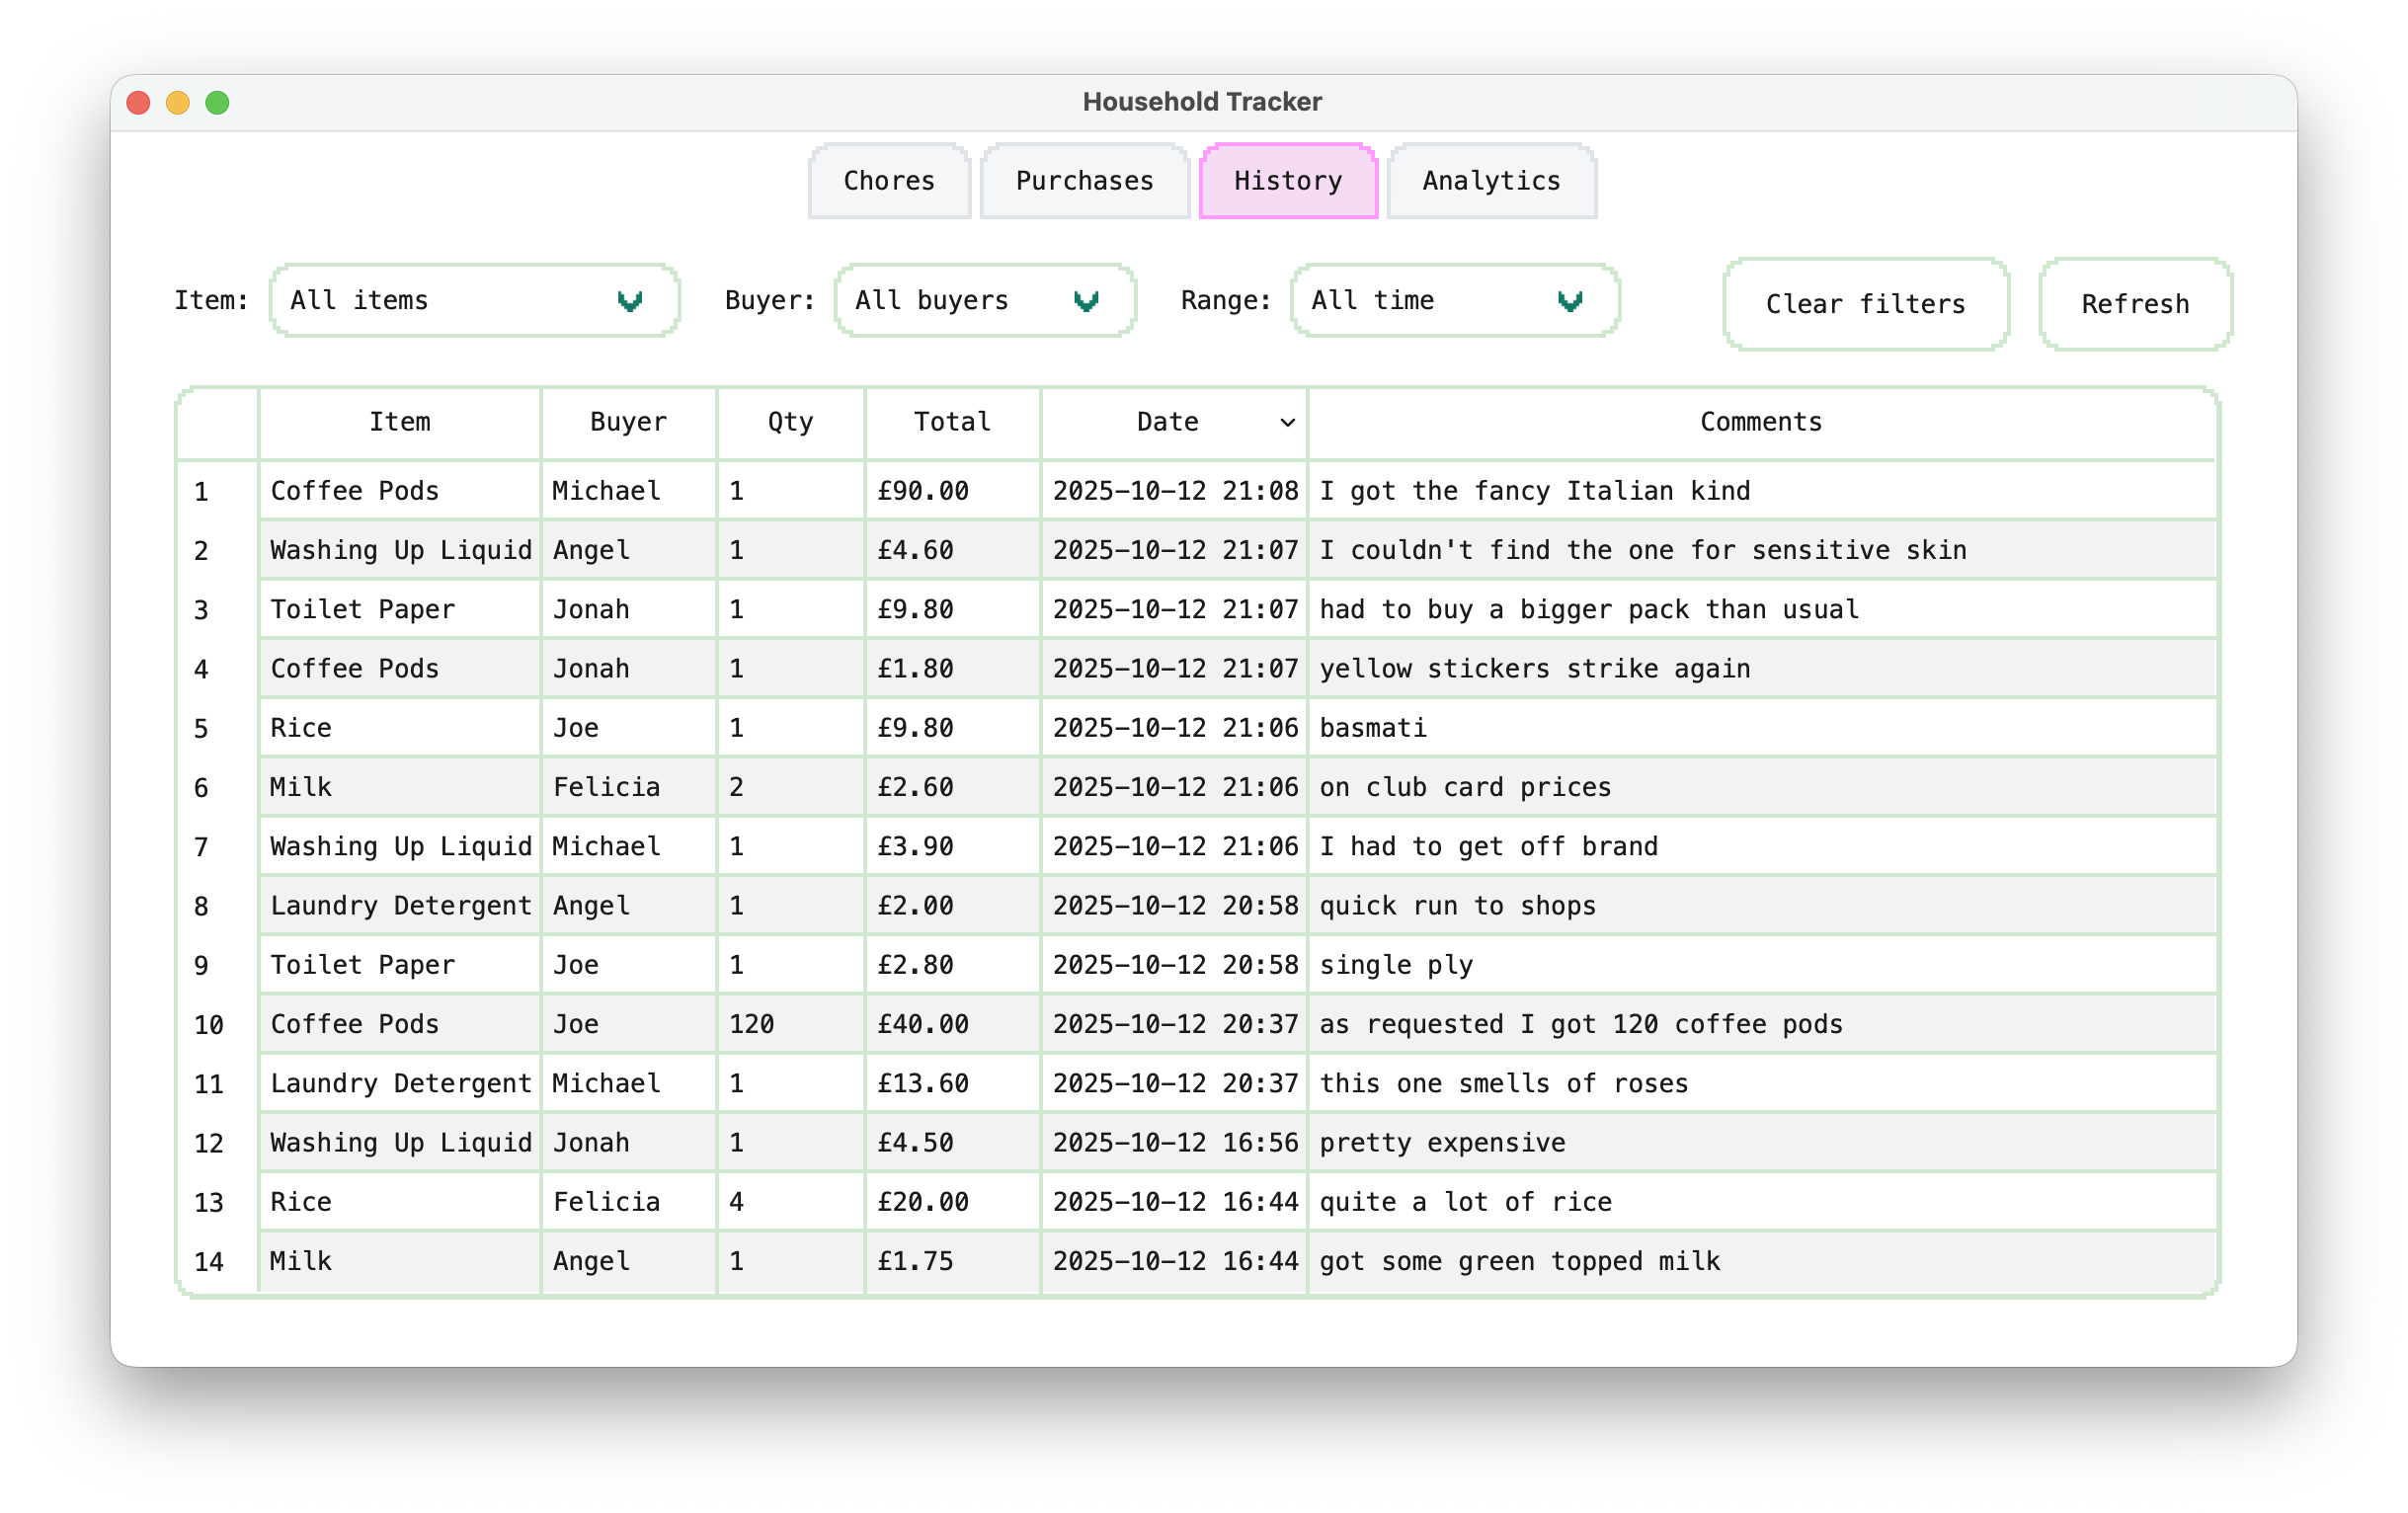 Household Tracker
Chores Purchases History Analytics
Item: All items Buyer: All buyers Range: All time Clear filters Refresh
Item Buyer Qty Total Date Comments
1 Coffee Pods Michael 1 £90.00 2025-10-12 21:08 I got the fancy Italian kind
2 Washing Up Liquid Angel 1 £4.60 2025-10-12 21:07 I couldn't find the one for sensitive skin
3 Toilet Paper Jonah 1 £9.80 2025-10-12 21:07 had to buy a bigger pack than usual
4 Coffee Pods Jonah 1 £1.80 2025-10-12 21:07 yellow stickers strike again
5 Rice Joe 1 £9.80 2025-10-12 21:06 basmati
6 Milk Felicia 2 £2.60 2025-10-12 21:06 on club card prices
7 Washing Up Liquid Michael 1 £3.90 2025-10-12 21:06 I had to get off brand
8 Laundry Detergent Angel 1 £2.00 2025-10-12 20:58 quick run to shops
9 Toilet Paper Joe 1 £2.80 2025-10-12 20:58 single ply
10 Coffee Pods Joe 120 £40.00 2025-10-12 20:37 as requested I got 120 coffee pods
11 Laundry Detergent Michael 1 £13.60 2025-10-12 20:37 this one smells of roses
12 Washing Up Liquid Jonah 1 £4.50 2025-10-12 16:56 pretty expensive
13 Rice Felicia 4 £20.00 2025-10-12 16:44 quite a lot of rice
14 Milk Angel 1 £1.75 2025-10-12 16:44 got some green topped milk